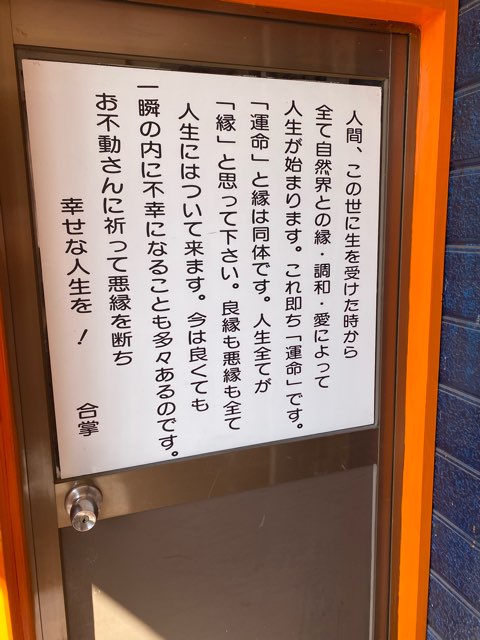 人間、この世に生を受けた時から
全て自然界との縁・調和・愛によって
人生が始まります。これ即ち「運命」です。
「運命」と縁は同体です。人生全てが
「縁」と思って下さい。良縁も悪縁も全て
人生にはついて来ます。今は良くても
一瞬の内に不幸になることも多々あるのです。
お不動さんに祈って悪縁を断ち
幸せな人生を！
合掌